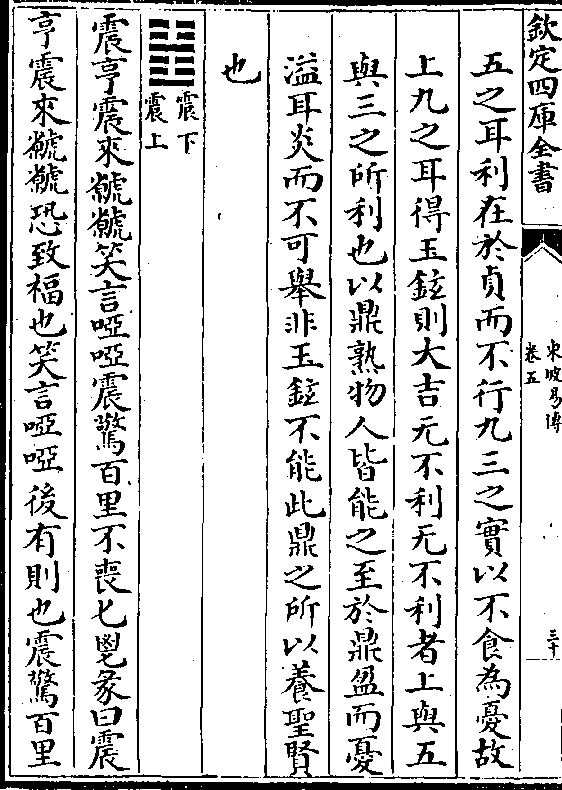 欽定四庫全書
東坡易傳
卷五
三十
五之耳利在於貞而不行九三之實以不食為憂故
上九之耳得玉鉉則大吉无不利无不利者上與五
與三之所利也以鼎熟物人皆能之至於鼎盈而憂
溢耳炎而不可舉非玉鉉不能此鼎之所以養聖賢
也
震下
震上
震亨震來虩虩笑言啞啞震驚百里不喪匕鬯彖曰震
亨震來虩虩恐致福也笑言啞啞後有則也震驚百里